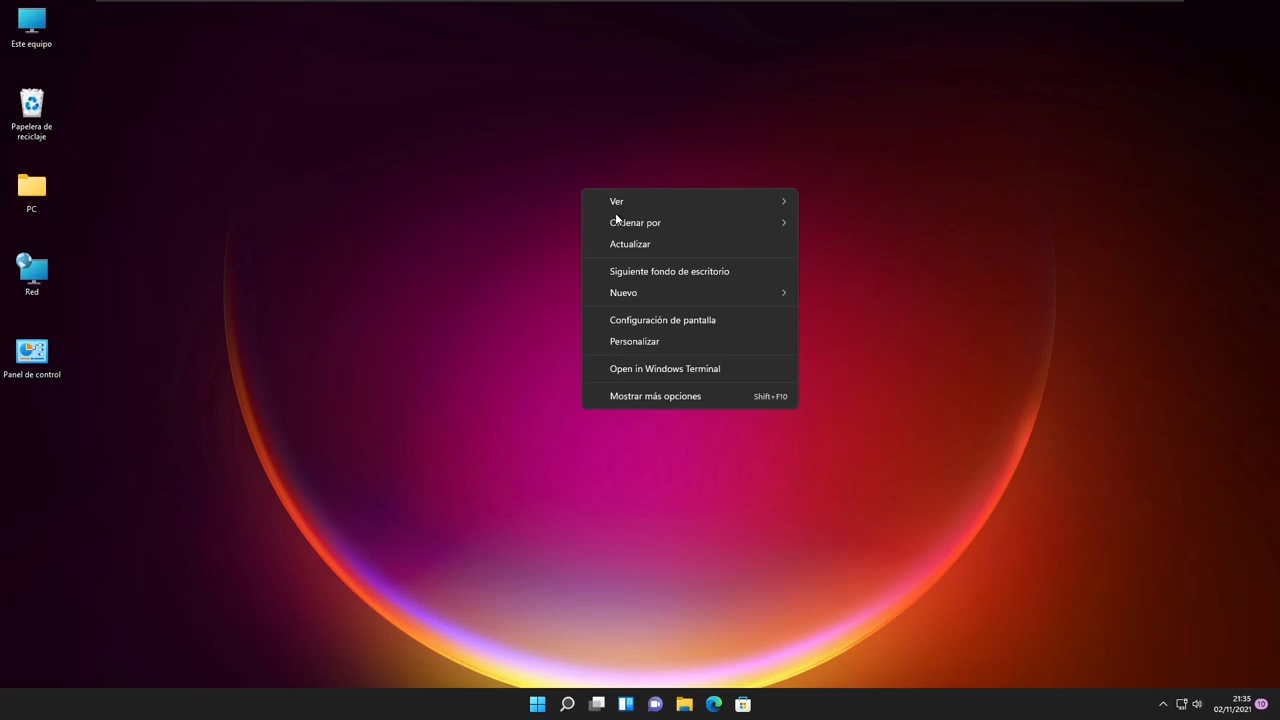 Este equipo
Papelera de
reciclaje
PC
Red
Panel de control
Ver
Ordenar por
Actualizar
Siguiente fondo de escritorio
Nuevo
Configuración de pantalla
Personalizar
Open in Windows Terminal
Mostrar más opciones Shift+F10
21:35
02/11/2021 10